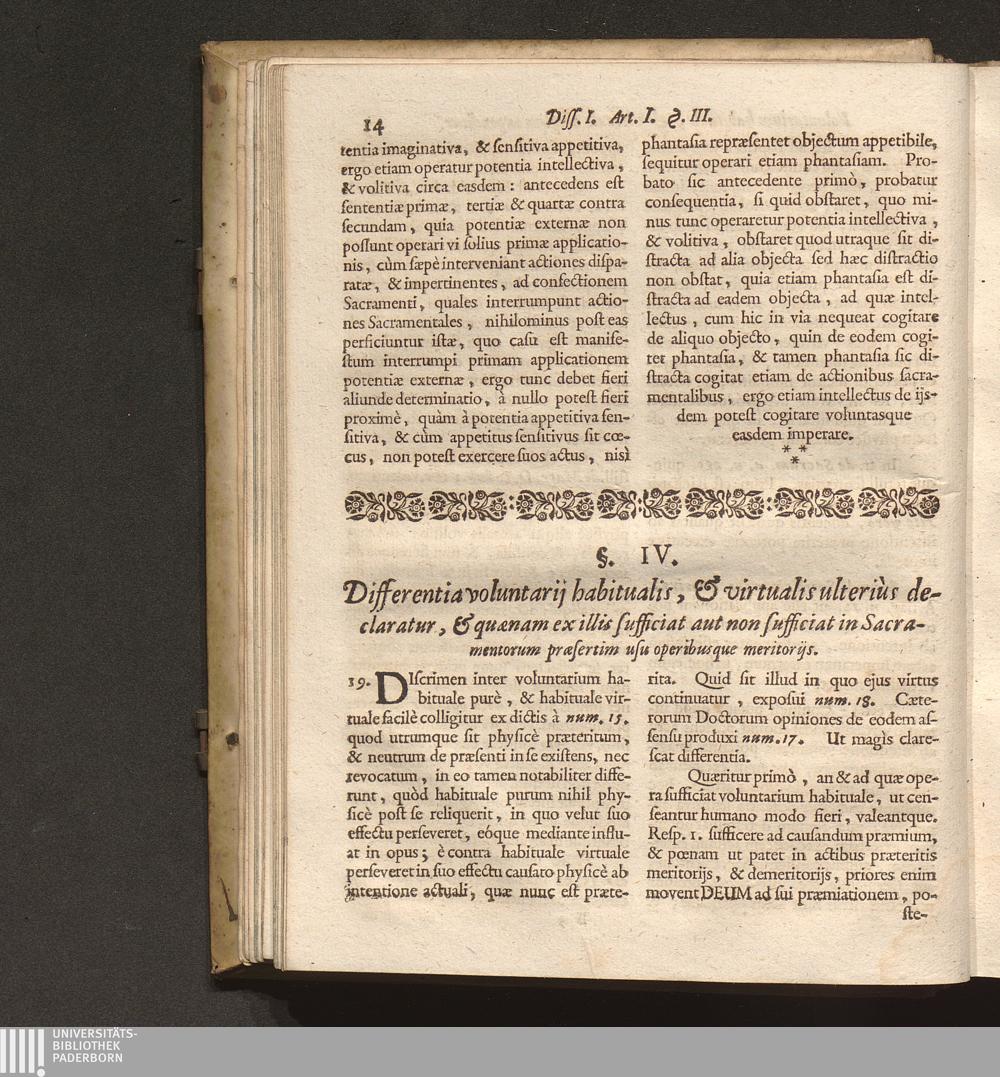 14
Diss. I. Art. I. §. III.
tentia imaginativa, & sensitiva appetitiva,
ergo etiam operatur potentia intellectiva,
& volitiva circa easdem: antecedens est
sententiæ primæ, tertiæ & quartæ contra
secundam, quia potentiæ externæ non
possunt operari vi solius primæ applicatio-
nis, cùm sæpè interveniant actiones dispa-
ratæ, & impertinentes, ad confectionem
Sacramenti, quales interrumpunt actio-
nes Sacramentales, nihilominus post eas
perficiuntur istæ, quo casu est manife-
stum interrumpi primam applicationem
potentiæ externæ, ergo tunc debet fieri
aliunde determinatio, à nullo potest fieri
proximè, quàm à potentia appetitiva sen-
sitiva, & cùm appetitus sensitivus sit cœ-
cus, non potest exercere suos actus, nisì
phantasia repræsentet objectum appetibile,
sequitur operari etiam phantasiam. Pro-
bato sic antecedente primò, probatur
consequentia, si quid obstaret, quo mi-
nus tunc operaretur potentia intellectiva,
& volitiva, obstaret quod utraque sit di-
stracta ad alia objecta sed hæc distractio
non obstat, quia etiam phantasia est di-
stracta ad eadem objecta, ad quæ intel-
lectus, cum hic in via nequeat cogitare
de aliquo objecto, quin de eodem cogi-
tet phantasia, & tamen phantasia sic di-
stracta cogitat etiam de actionibus sacra-
mentalibus, ergo etiam intellectus de ijs-
dem potest cogitare voluntasque
easdem imperare.
* *
*
§. IV.
Differentia voluntarij habitualis, & virtualis ulteriùs de-
claratur, & quænam ex illis sufficiat aut non sufficiat in Sacra-
mentorum præsertim usu operibusque meritorijs.
19. DIscrimen inter voluntarium ha-
bituale purè, & habituale vir-
tuale facilè colligitur ex dictis à num. 15.
quod utrumque sit physicè præteritum,
& neutrum de præsenti in se existens, nec
revocatum, in eo tamen notabiliter diffe-
runt, quòd habituale purum nihil phy-
sicè post se reliquerit, in quo velut suo
effectu perseveret, eóque mediante influ-
at in opus; è contra habituale virtuale
perseveret in suo effectu causato physicè ab
intentione actuali, quæ nunc est præte-
rita. Quid sit illud in quo ejus virtus
continuatur, exposui num. 18. Cæte-
rorum Doctorum opiniones de eodem as-
sensu produxi num. 17. Ut magìs clare-
scat differentia.
Quæritur primò, an & ad quæ ope-
ra sufficiat voluntarium habituale, ut cen-
seantur humano modo fieri, valeantque.
Resp. 1. sufficere ad causandum præmium,
& pœnam ut patet in actibus præteritis
meritorijs, & demeritorijs, priores enim
movent DEUM ad sui præmiationem, po-
ste-
UNIVERSITÄTS-
BIBLIOTHEK
PADERBORN